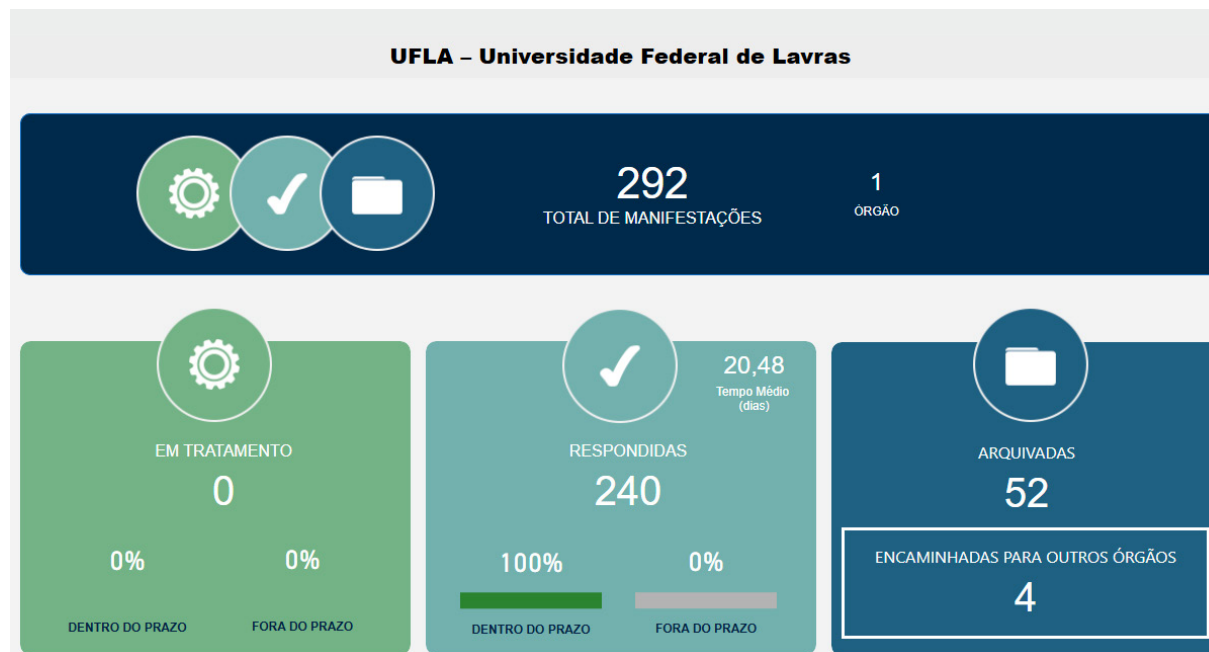 UFLA – Universidade Federal de Lavras
292
TOTAL DE MANIFESTAÇÕES
1
ÓRGÃO
EM TRATAMENTO
0
0%
0%
DENTRO DO PRAZO
FORA DO PRAZO
20,48
Tempo Médio
(dias)
RESPONDIDAS
240
100%
0%
DENTRO DO PRAZO
FORA DO PRAZO
ARQUIVADAS
52
ENCAMINHADAS PARA OUTROS ÓRGÃOS
4